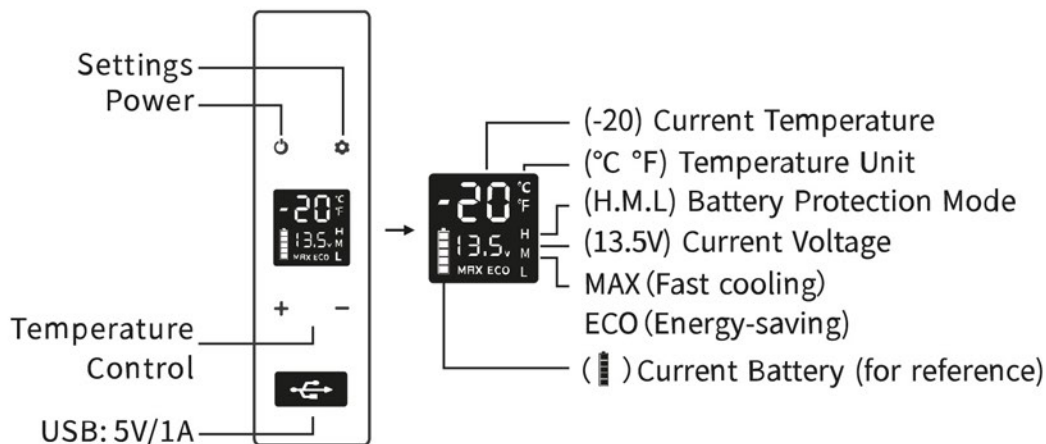 Settings
Power
Temperature
Control
USB: 5V/1A
-20 °C °F
13.5v H M L
MAX ECO
-20 °C °F
13.5v H M L
MAX ECO
(-20) Current Temperature
(°C °F) Temperature Unit
(H.M.L) Battery Protection Mode
(13.5V) Current Voltage
MAX (Fast cooling)
ECO (Energy-saving)
( ) Current Battery (for reference)